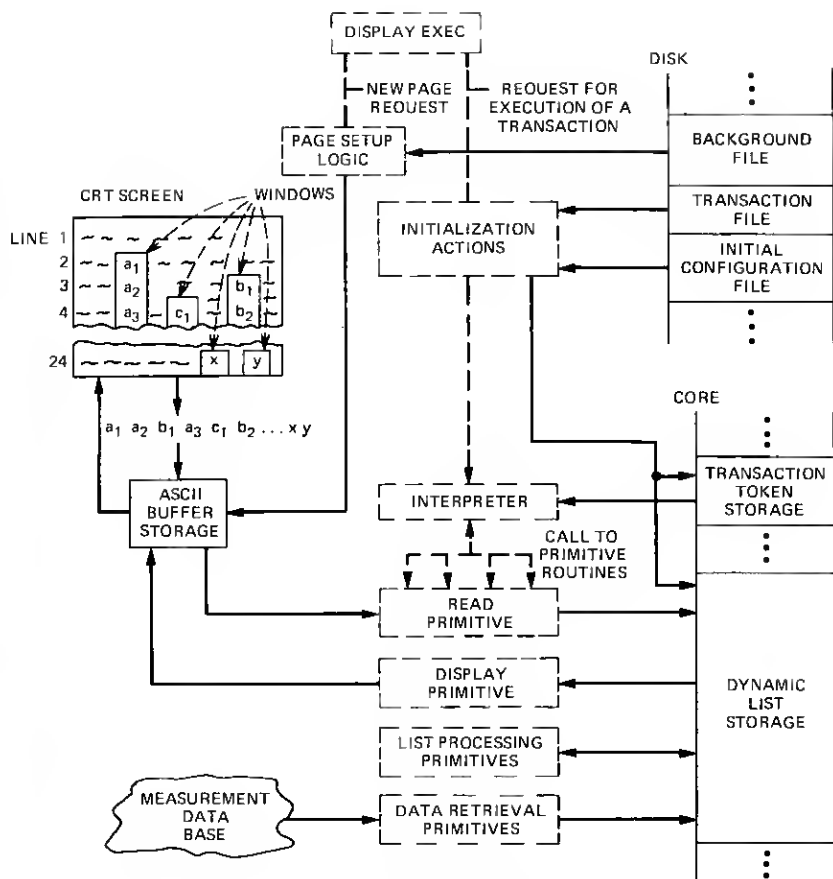 DISPLAY EXEC
DISK
NEW PAGE
REQUEST
REQUEST FOR
EXECUTION OF A
TRANSACTION
PAGE SETUP
LOGIC
BACKGROUND
FILE
CRT SCREEN
WINDOWS
TRANSACTION
FILE
INITIALIZATION
ACTIONS
INITIAL
CONFIGURATION
FILE
LINE 1
2 a1
3 a2 b1
4 a3 c1 b2
24 x y
CORE
a1 a2 b1 a3 c1 b2 ... x y
TRANSACTION
TOKEN
STORAGE
ASCII
BUFFER
STORAGE
INTERPRETER
CALL TO
PRIMITIVE
ROUTINES
READ
PRIMITIVE
DISPLAY
PRIMITIVE
DYNAMIC
LIST
STORAGE
LIST PROCESSING
PRIMITIVES
MEASUREMENT
DATA
BASE
DATA RETRIEVAL
PRIMITIVES